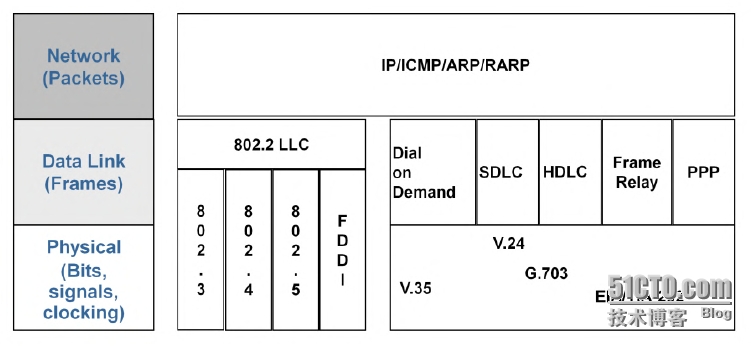 Network
(Packets)
IP/ICMP/ARP/RARP
Data Link
(Frames)
802.2 LLC
Dial
on
Demand
SDLC
HDLC
Frame
Relay
PPP
Physical
(Bits,
signals,
clocking)
802.3
802.4
802.5
FDDI
V.24
G.703
V.35
51CTO.com
技术博客 Blog